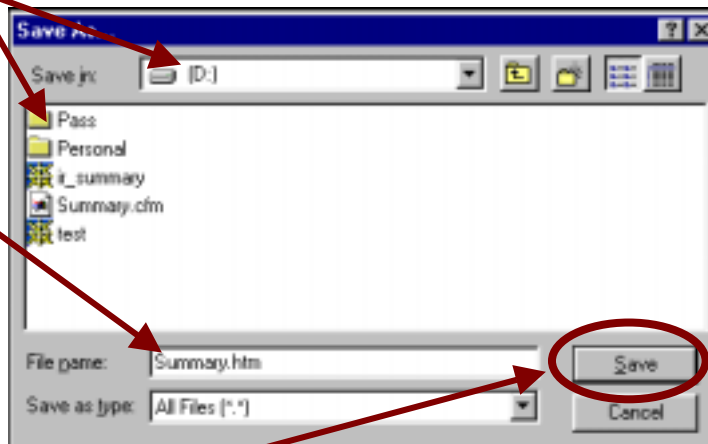 Save As...
Save in: (D:)
Pass
Personal
ir_summary
Summary.cfm
test
File name: Summary.htm
Save
Save as type: All Files (*.*)
Cancel